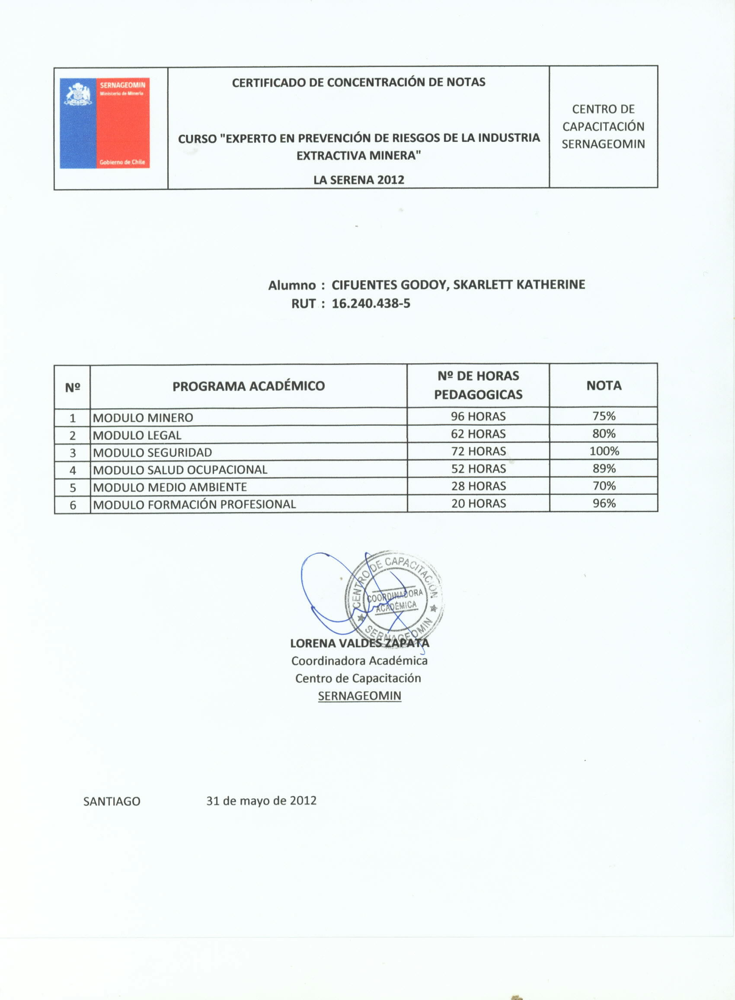 SERNAGEOMIN
Ministerio de Minería
Gobierno de Chile
CERTIFICADO DE CONCENTRACIÓN DE NOTAS
CURSO "EXPERTO EN PREVENCIÓN DE RIESGOS DE LA INDUSTRIA
EXTRACTIVA MINERA"
LA SERENA 2012
CENTRO DE
CAPACITACIÓN
SERNAGEOMIN
Alumno : CIFUENTES GODOY, SKARLETT KATHERINE
RUT : 16.240.438-5
Nº PROGRAMA ACADÉMICO Nº DE HORAS PEDAGOGICAS NOTA
1 MODULO MINERO 96 HORAS 75%
2 MODULO LEGAL 62 HORAS 80%
3 MODULO SEGURIDAD 72 HORAS 100%
4 MODULO SALUD OCUPACIONAL 52 HORAS 89%
5 MODULO MEDIO AMBIENTE 28 HORAS 70%
6 MODULO FORMACIÓN PROFESIONAL 20 HORAS 96%
CENTRO DE CAPACITACIÓN
COORDINADORA
ACADÉMICA
SERNAGEOMIN
LORENA VALDES ZAPATA
Coordinadora Académica
Centro de Capacitación
SERNAGEOMIN
SANTIAGO 31 de mayo de 2012